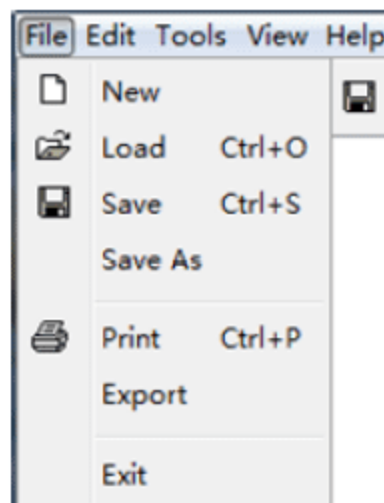 File Edit Tools View Help
New
Load Ctrl+O
Save Ctrl+S
Save As
Print Ctrl+P
Export
Exit